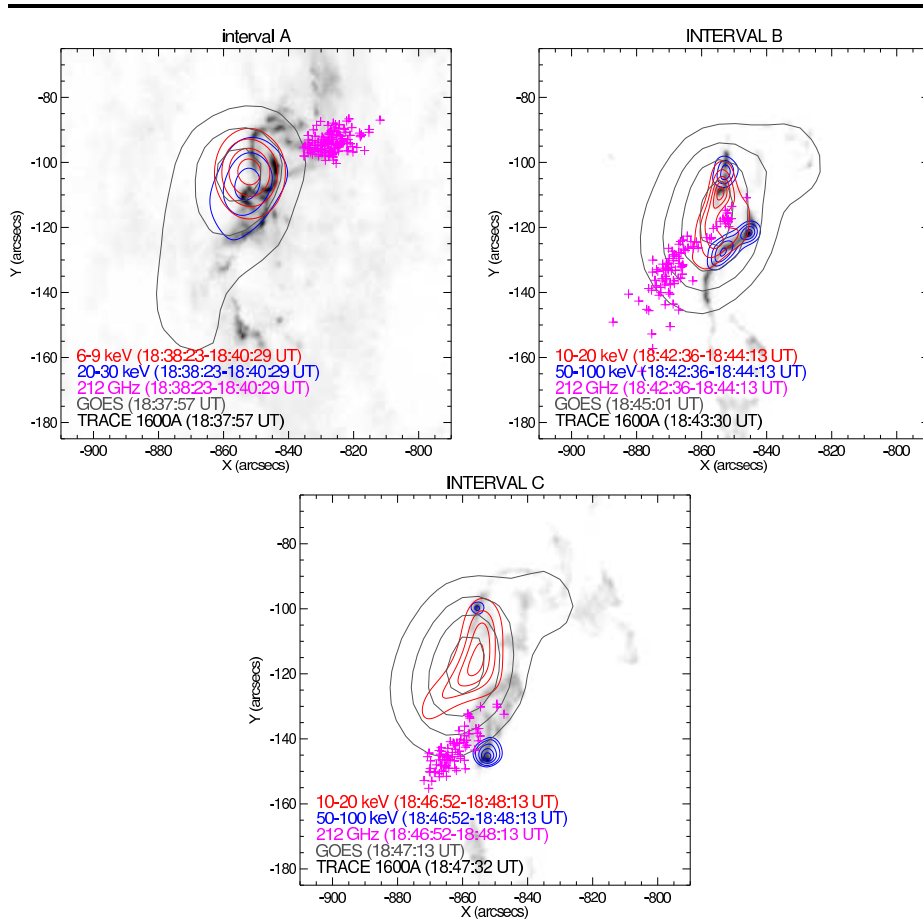 interval A
-80
-100
-120
-140
-160
-180
Y (arcsecs)
6-9 keV (18:38:23-18:40:29 UT)
20-30 keV (18:38:23-18:40:29 UT)
212 GHz (18:38:23-18:40:29 UT)
GOES (18:37:57 UT)
TRACE 1600A (18:37:57 UT)
-900 -880 -860 -840 -820 -800
X (arcsecs)
INTERVAL B
-80
-100
-120
-140
-160
-180
Y (arcsecs)
10-20 keV (18:42:36-18:44:13 UT)
50-100 keV (18:42:36-18:44:13 UT)
212 GHz (18:42:36-18:44:13 UT)
GOES (18:45:01 UT)
TRACE 1600A (18:43:30 UT)
-900 -880 -860 -840 -820 -800
X (arcsecs)
INTERVAL C
-80
-100
-120
-140
-160
-180
Y (arcsecs)
10-20 keV (18:46:52-18:48:13 UT)
50-100 keV (18:46:52-18:48:13 UT)
212 GHz (18:46:52-18:48:13 UT)
GOES (18:47:13 UT)
TRACE 1600A (18:47:32 UT)
-900 -880 -860 -840 -820 -800
X (arcsecs)